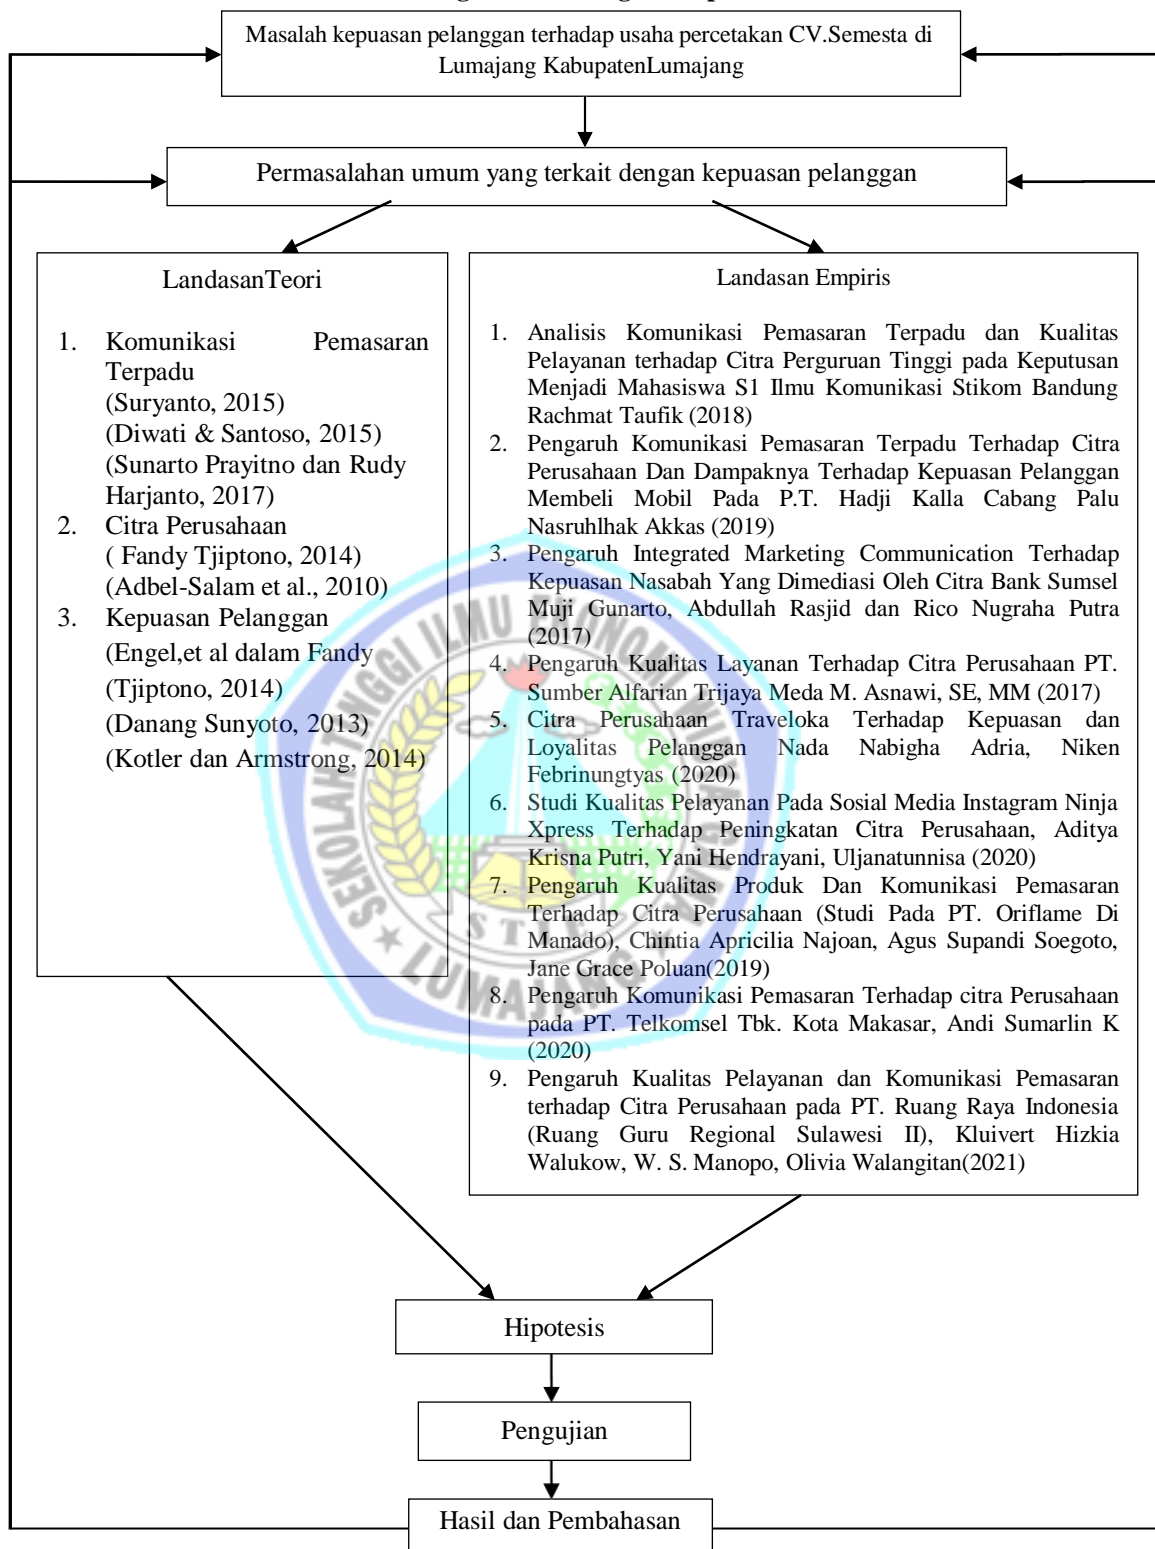 Masalah kepuasan pelanggan terhadap usaha percetakan CV.Semesta di
Lumajang KabupatenLumajang
Permasalahan umum yang terkait dengan kepuasan pelanggan
LandasanTeori
1. Komunikasi Pemasaran
Terpadu
(Suryanto, 2015)
(Diwati & Santoso, 2015)
(Sunarto Prayitno dan Rudy
Harjanto, 2017)
2. Citra Perusahaan
( Fandy Tjiptono, 2014)
(Adbel-Salam et al., 2010)
3. Kepuasan Pelanggan
(Engel,et al dalam Fandy
(Tjiptono, 2014)
(Danang Sunyoto, 2013)
(Kotler dan Armstrong, 2014)
Landasan Empiris
1. Analisis Komunikasi Pemasaran Terpadu dan Kualitas
Pelayanan terhadap Citra Perguruan Tinggi pada Keputusan
Menjadi Mahasiswa S1 Ilmu Komunikasi Stikom Bandung
Rachmat Taufik (2018)
2. Pengaruh Komunikasi Pemasaran Terpadu Terhadap Citra
Perusahaan Dan Dampaknya Terhadap Kepuasan Pelanggan
Membeli Mobil Pada P.T. Hadji Kalla Cabang Palu
Nasruhlhak Akkas (2019)
3. Pengaruh Integrated Marketing Communication Terhadap
Kepuasan Nasabah Yang Dimediasi Oleh Citra Bank Sumsel
Muji Gunarto, Abdullah Rasjid dan Rico Nugraha Putra
(2017)
4. Pengaruh Kualitas Layanan Terhadap Citra Perusahaan PT.
Sumber Alfarian Trijaya Meda M. Asnawi, SE, MM (2017)
5. Citra Perusahaan Traveloka Terhadap Kepuasan dan
Loyalitas Pelanggan Nada Nabigha Adria, Niken
Febrinungtyas (2020)
6. Studi Kualitas Pelayanan Pada Sosial Media Instagram Ninja
Xpress Terhadap Peningkatan Citra Perusahaan, Aditya
Krisna Putri, Yani Hendrayani, Uljanatunnisa (2020)
7. Pengaruh Kualitas Produk Dan Komunikasi Pemasaran
Terhadap Citra Perusahaan (Studi Pada PT. Oriflame Di
Manado), Chintia Apricilia Najoan, Agus Supandi Soegoto,
Jane Grace Poluan(2019)
8. Pengaruh Komunikasi Pemasaran Terhadap citra Perusahaan
pada PT. Telkomsel Tbk. Kota Makasar, Andi Sumarlin K
(2020)
9. Pengaruh Kualitas Pelayanan dan Komunikasi Pemasaran
terhadap Citra Perusahaan pada PT. Ruang Raya Indonesia
(Ruang Guru Regional Sulawesi II), Kluivert Hizkia
Walukow, W. S. Manopo, Olivia Walangitan(2021)
SEKOLAH TINGGI ILMU EKONOMI WIDYA GAMA
STIE
LUMAJANG
Hipotesis
Pengujian
Hasil dan Pembahasan